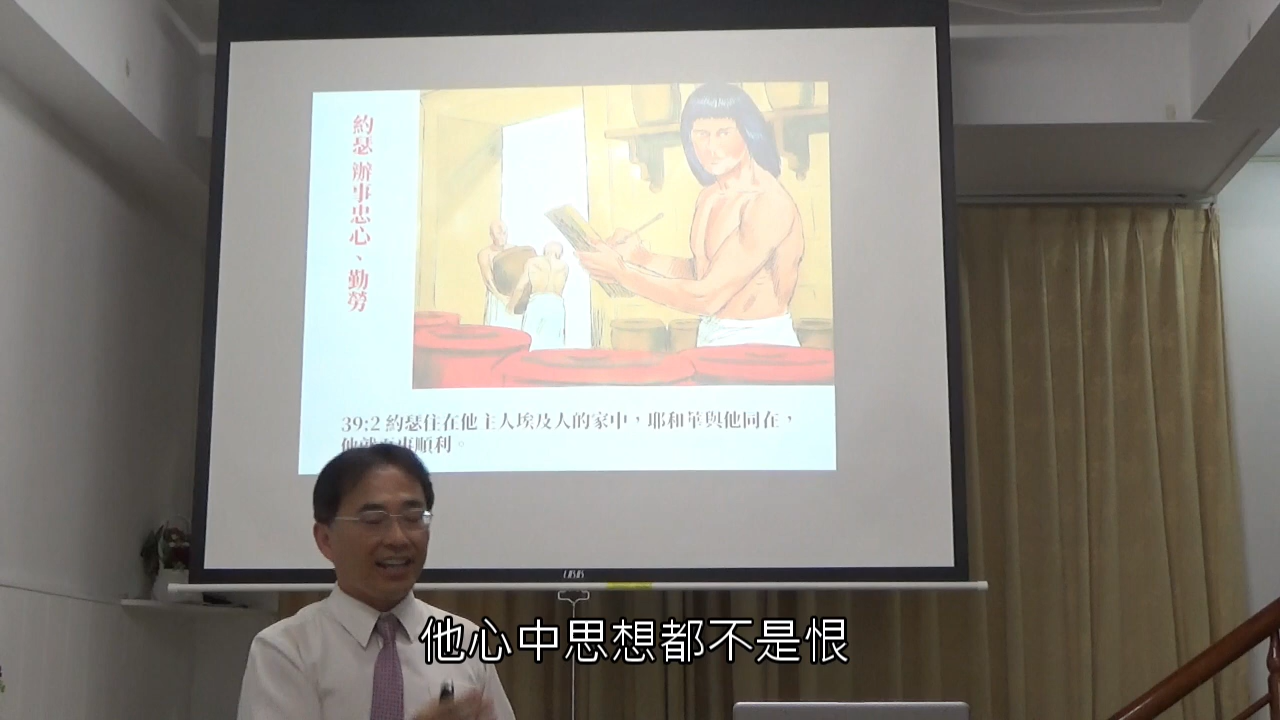 約瑟 辦事忠心、勤勞
39:2 約瑟住在他主人埃及人的家中，耶和華與他同在，
順利。
他心中思想都不是恨